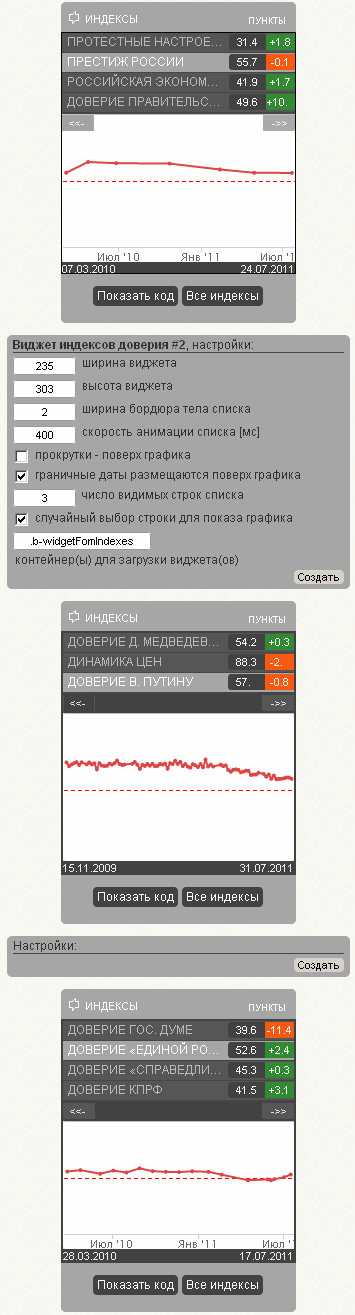 ИНДЕКСЫ ПУНКТЫ
ПРОТЕСТНЫЕ НАСТРОЕ... 31.4 +1.8
ПРЕСТИЖ РОССИИ 55.7 -0.1
РОССИЙСКАЯ ЭКОНОМ... 41.9 +1.7
ДОВЕРИЕ ПРАВИТЕЛЬС... 49.6 +10.
<<- ->>
Июл '10 Янв '11 Июл '1
07.03.2010 24.07.2011
Показать код Все индексы
Виджет индексов доверия #2, настройки:
235 ширина виджета
303 высота виджета
2 ширина бордюра тела списка
400 скорость анимации списка [мс]
прокрутки - поверх графика
граничные даты размещаются поверх графика
3 число видимых строк списка
случайный выбор строки для показа графика
.b-widgetFomIndexes
контейнер(ы) для загрузки виджета(ов)
Создать
ИНДЕКСЫ ПУНКТЫ
ДОВЕРИЕ Д. МЕДВЕДЕВ... 54.2 +0.3
ДИНАМИКА ЦЕН 88.3 -2.
ДОВЕРИЕ В. ПУТИНУ 57. -0.8
<<- ->>
15.11.2009 31.07.2011
Показать код Все индексы
Настройки:
Создать
ИНДЕКСЫ ПУНКТЫ
ДОВЕРИЕ ГОС. ДУМЕ 39.6 -11.4
ДОВЕРИЕ «ЕДИНОЙ РО... 52.6 +2.4
ДОВЕРИЕ «СПРАВЕДЛИ... 45.3 +0.3
ДОВЕРИЕ КПРФ 41.5 +3.1
<<- ->>
Июл '10 Янв '11 Июл '1
28.03.2010 17.07.2011
Показать код Все индексы